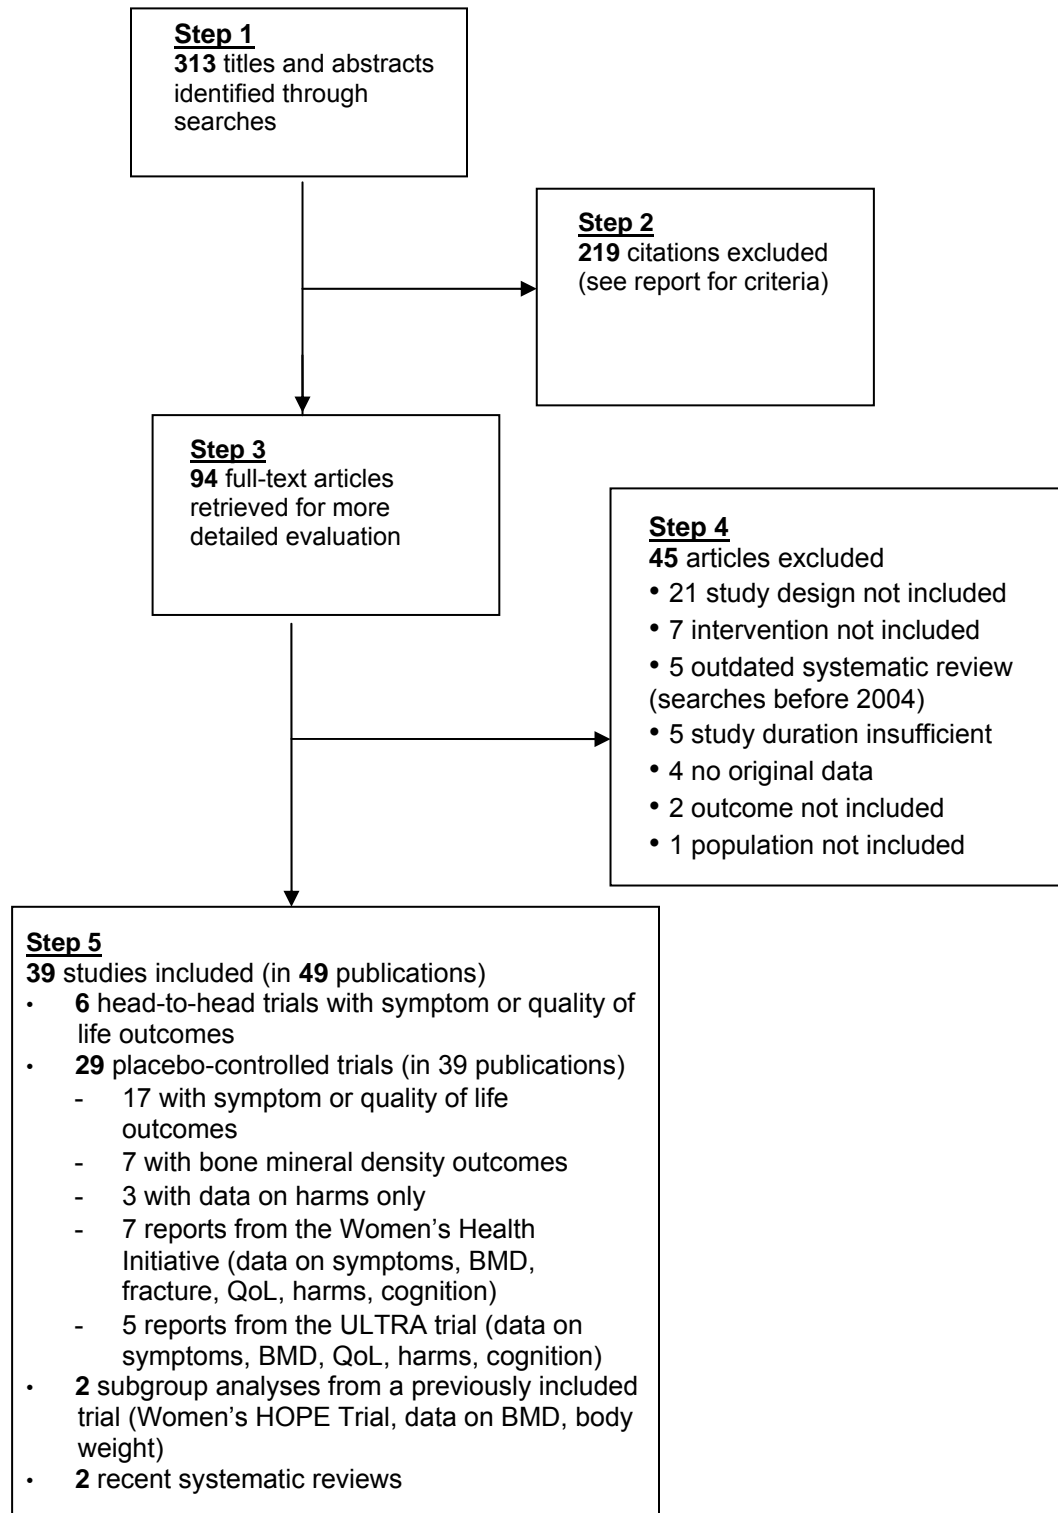 Step 1
313 titles and abstracts
identified through
searches
Step 2
219 citations excluded
(see report for criteria)
Step 3
94 full-text articles
retrieved for more
detailed evaluation
Step 4
45 articles excluded
• 21 study design not included
• 7 intervention not included
• 5 outdated systematic review
(searches before 2004)
• 5 study duration insufficient
• 4 no original data
• 2 outcome not included
• 1 population not included
Step 5
39 studies included (in 49 publications)
• 6 head-to-head trials with symptom or quality of
life outcomes
• 29 placebo-controlled trials (in 39 publications)
- 17 with symptom or quality of life
outcomes
- 7 with bone mineral density outcomes
- 3 with data on harms only
- 7 reports from the Women’s Health
Initiative (data on symptoms, BMD,
fracture, QoL, harms, cognition)
- 5 reports from the ULTRA trial (data on
symptoms, BMD, QoL, harms, cognition)
• 2 subgroup analyses from a previously included
trial (Women’s HOPE Trial, data on BMD, body
weight)
• 2 recent systematic reviews